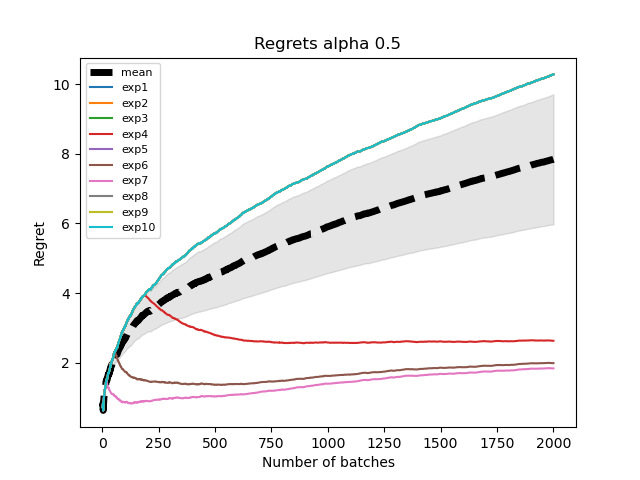 Regrets alpha 0.5
mean
exp1
exp2
exp3
exp4
exp5
exp6
exp7
exp8
exp9
exp10
Regret
10
8
6
4
2
0 250 500 750 1000 1250 1500 1750 2000
Number of batches